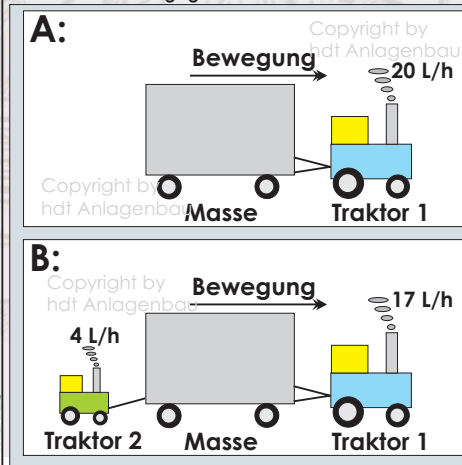 A:
Copyright by
hdt Anlagenbau
Bewegung
20 L/h
Copyright by
hdt Anlagenbau
Masse Traktor 1
B:
Copyright by
hdt Anlagenbau
Bewegung
17 L/h
4 L/h
Traktor 2 Masse Traktor 1